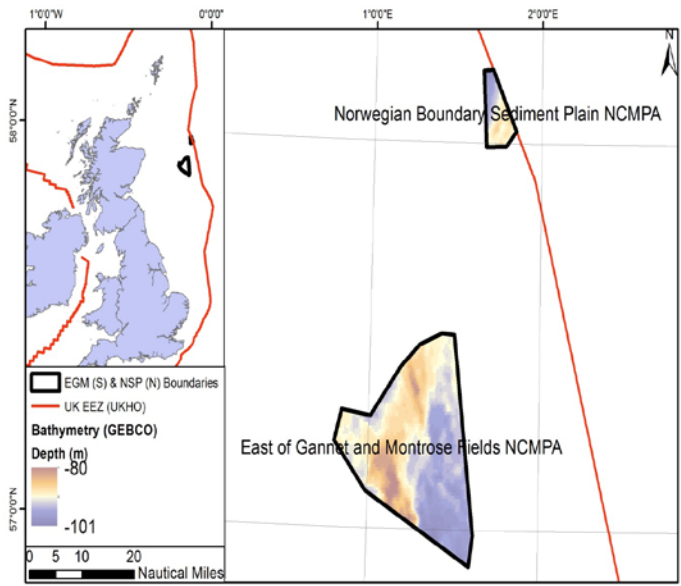 1°0'0"W
0°0'0"
1°0'0"E
2°0'0"E
N
58°0'0"N
Norwegian Boundary Sediment Plain NCMPA
East of Gannet and Montrose Fields NCMPA
EGM (S) & NSP (N) Boundaries
UK EEZ (UKHO)
Bathymetry (GEBCO)
Depth (m)
-80
-101
57°0'0"N
0 5 10 20
Nautical Miles